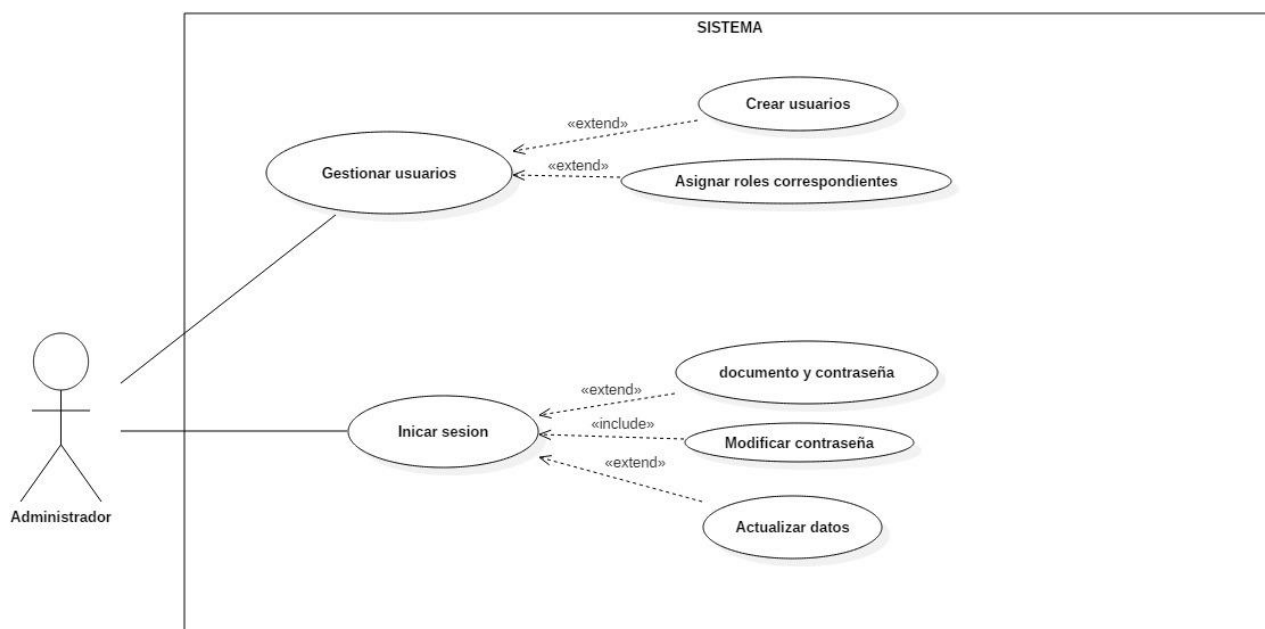 SISTEMA
Crear usuarios
«extend»
Gestionar usuarios
«extend»
Asignar roles correspondientes
documento y contraseña
«extend»
Inicar sesion
«include»
Modificar contraseña
«extend»
Actualizar datos
Administrador